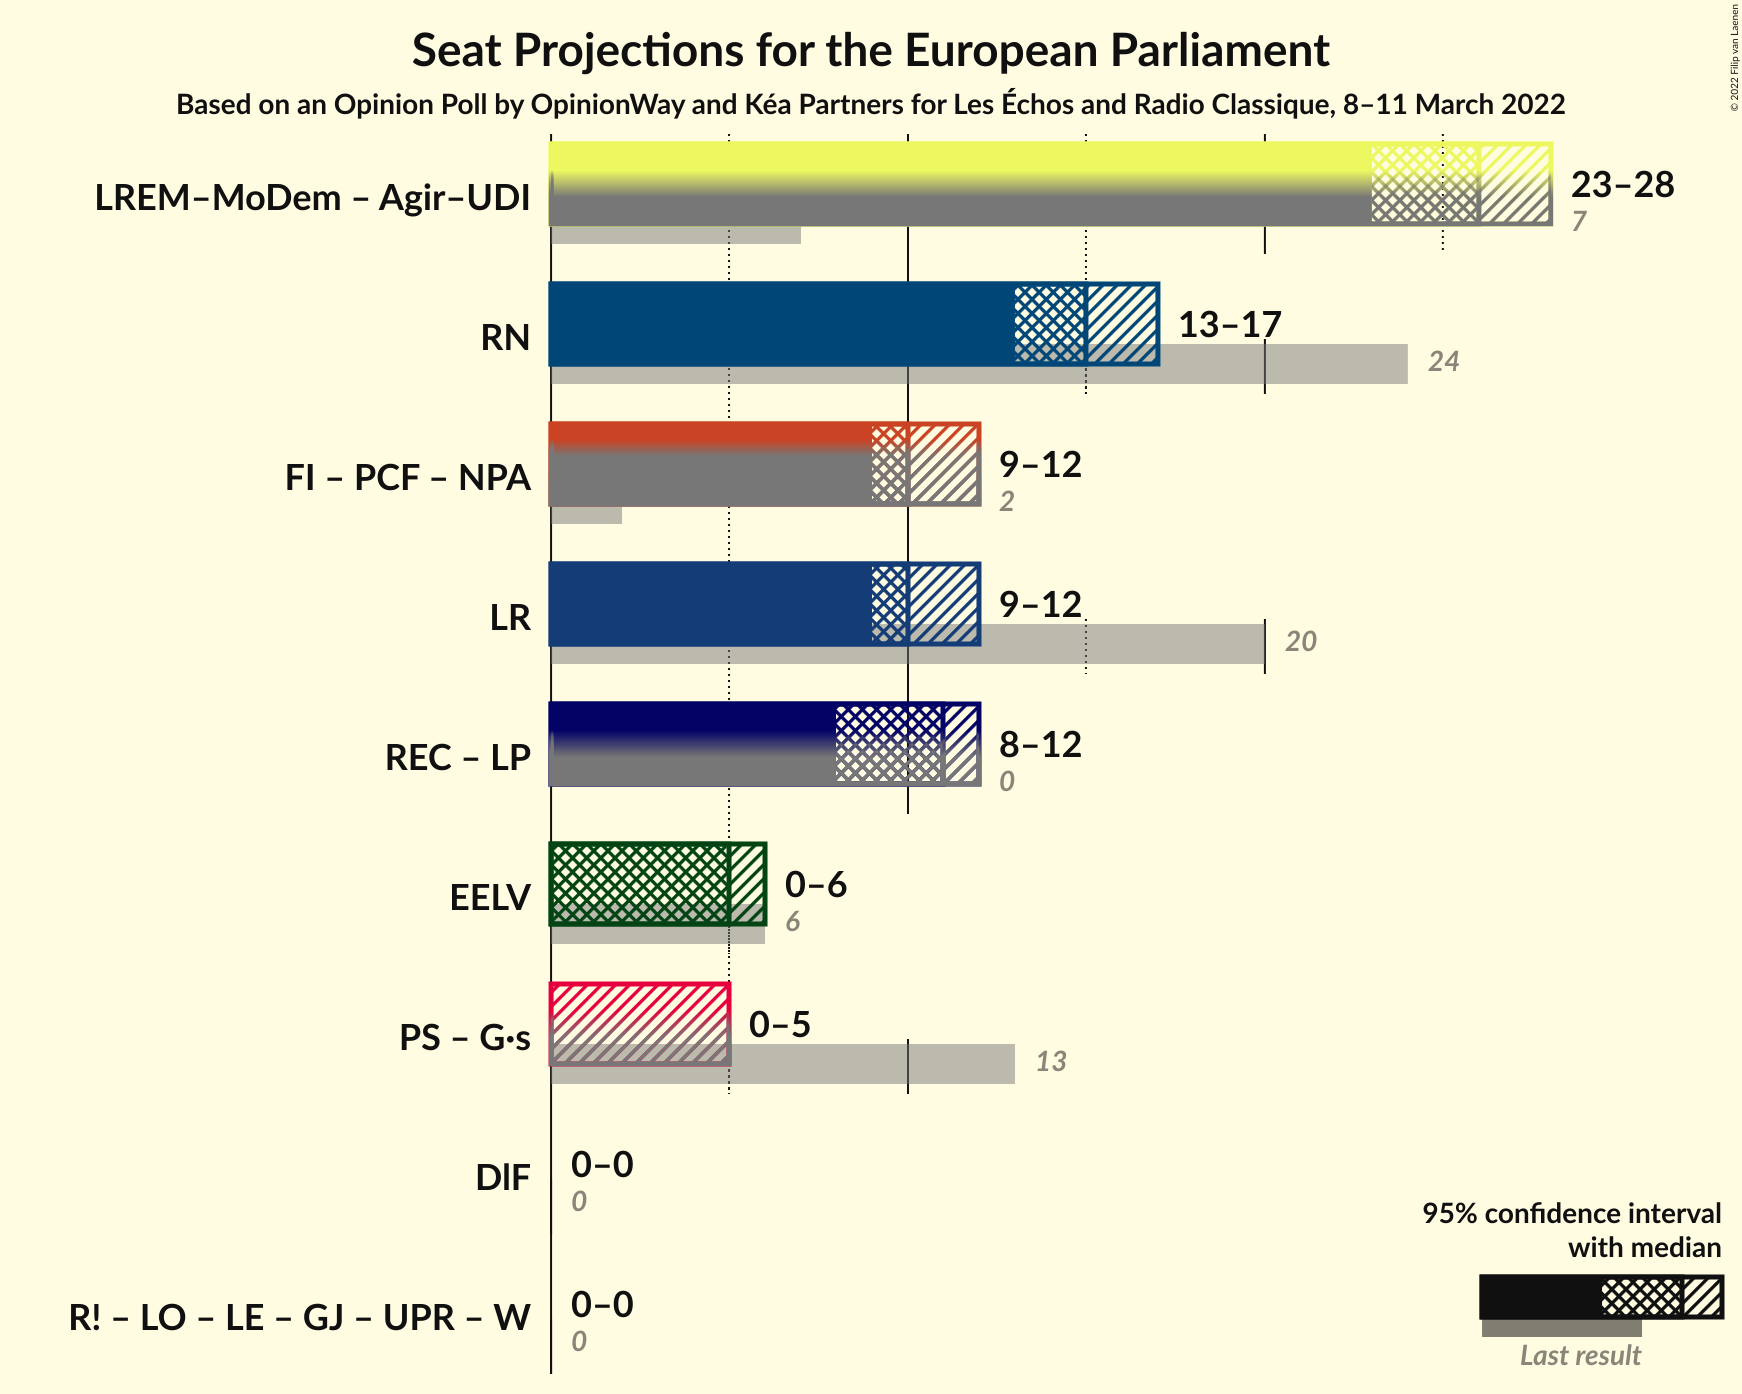 Seat Projections for the European Parliament
Based on an Opinion Poll by OpinionWay and Kéa Partners for Les Échos and Radio Classique, 8–11 March 2022
© 2022 Filip van Laenen
LREM–MoDem – Agir–UDI
23–28
7
RN
13–17
24
FI – PCF – NPA
9–12
2
LR
9–12
20
REC – LP
8–12
0
EELV
0–6
6
PS – G·s
0–5
13
DlF
0–0
0
R! – LO – LE – GJ – UPR – W
0–0
0
95% confidence interval
with median
Last result